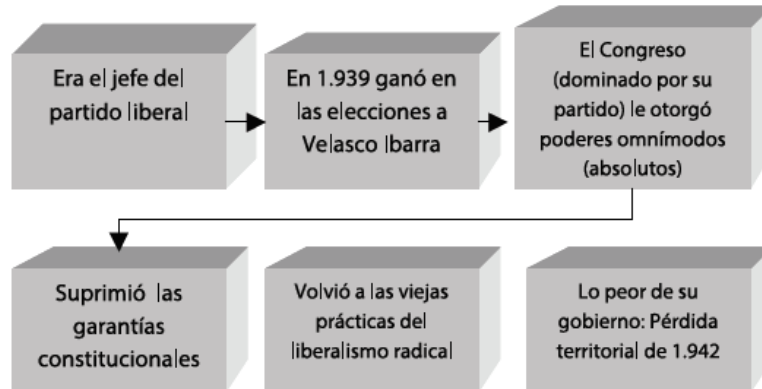 Era el jefe del
partido liberal
En 1.939 ganó en
las elecciones a
Velasco Ibarra
El Congreso
(dominado por su
partido) le otorgó
poderes omnímodos
(absolutos)
Suprimió las
garantías
constitucionales
Volvió a las viejas
prácticas del
liberalismo radical
Lo peor de su
gobierno: Pérdida
territorial de 1.942